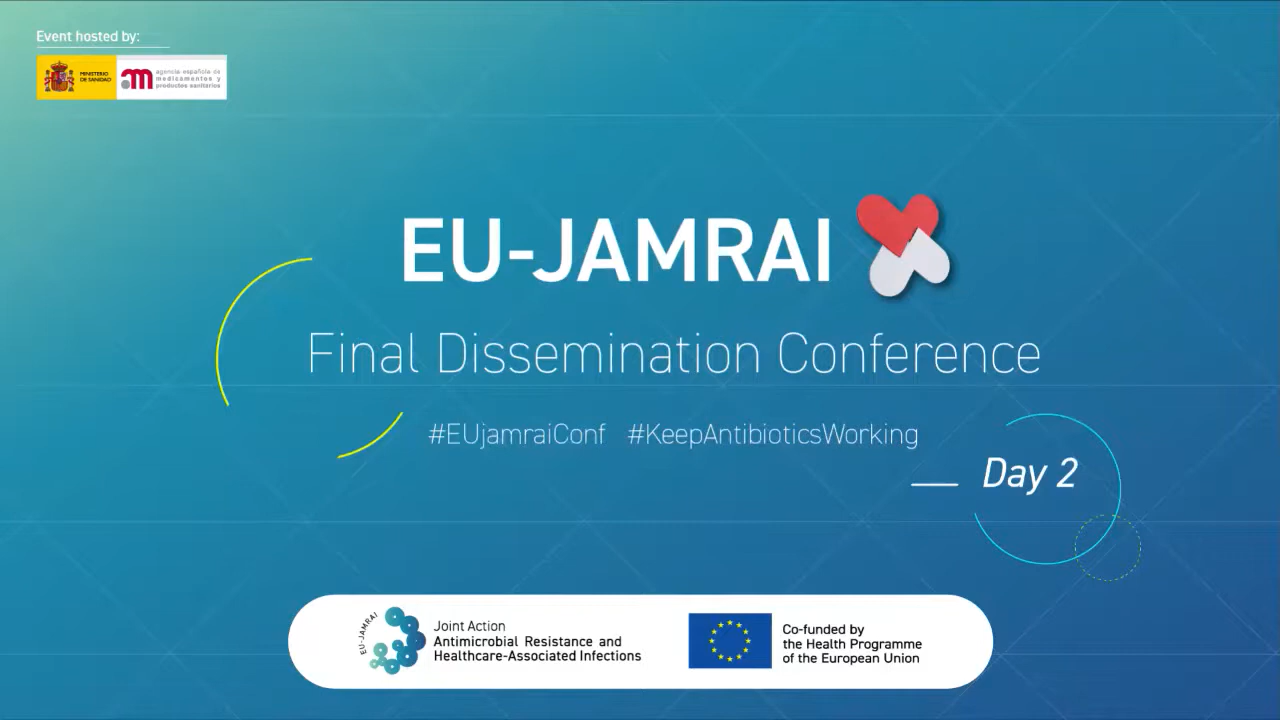 Event hosted by:
MINISTERIO
DE SANIDAD
agencia española de
medicamentos y
productos sanitarios
EU-JAMRAI
Final Dissemination Conference
#EUjamraiConf #KeepAntibioticsWorking
Day 2
EU-JAMRAI
Joint Action
Antimicrobial Resistance and
Healthcare-Associated Infections
Co-funded by
the Health Programme
of the European Union